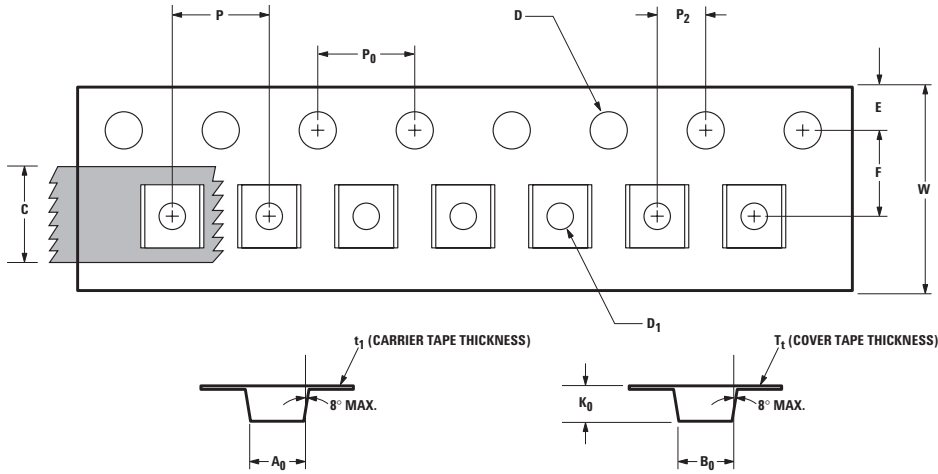 P
P0
D
P2
E
F
W
C
D1
t1 (CARRIER TAPE THICKNESS)
Tt (COVER TAPE THICKNESS)
8° MAX.
A0
K0
8° MAX.
B0